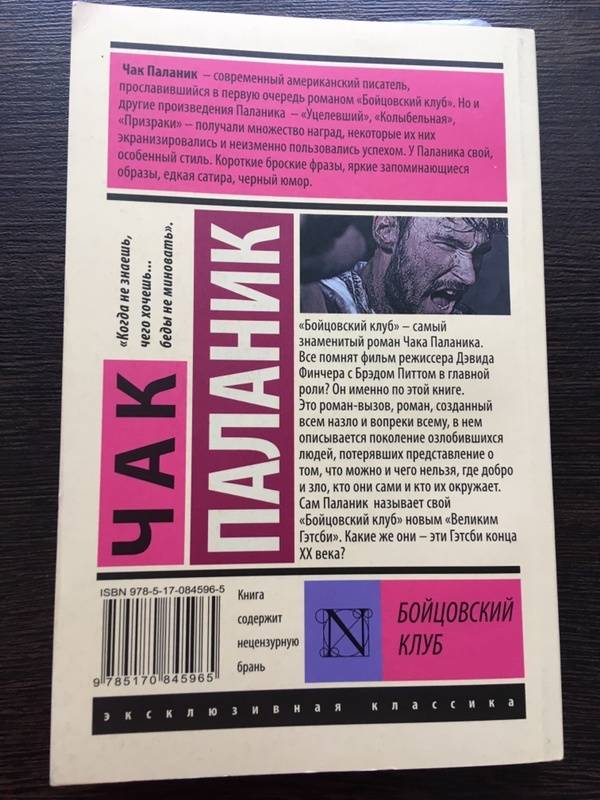 Чак Паланик – современный американский писатель,
прославившийся в первую очередь романом «Бойцовский клуб». Но и
другие произведения Паланика – «Уцелевший», «Колыбельная»,
«Призраки» – получали множество наград, некоторые их них
экранизировались и неизменно пользовались успехом. У Паланика свой,
особенный стиль. Короткие броские фразы, яркие запоминающиеся
образы, едкая сатира, черный юмор.
«Когда не знаешь,
чего хочешь...
беды не миновать».
ЧАК
ПАЛАНИК
«Бойцовский клуб» – самый
знаменитый роман Чака Паланика.
Все помнят фильм режиссера Дэвида
Финчера с Брэдом Питтом в главной
роли? Он именно по этой книге.
Это роман-вызов, роман, созданный
всем назло и вопреки всему, в нем
описывается поколение озлобившихся
людей, потерявших представление о
том, что можно и чего нельзя, где добро
и зло, кто они сами и кто их окружает.
Сам Паланик называет свой
«Бойцовский клуб» новым «Великим
Гэтсби». Какие же они – эти Гэтсби конца
XX века?
ISBN 978-5-17-084596-5
9 785170 845965
Книга
содержит
нецензурную
брань
N
БОЙЦОВСКИЙ
КЛУБ
эксклюзивная классика